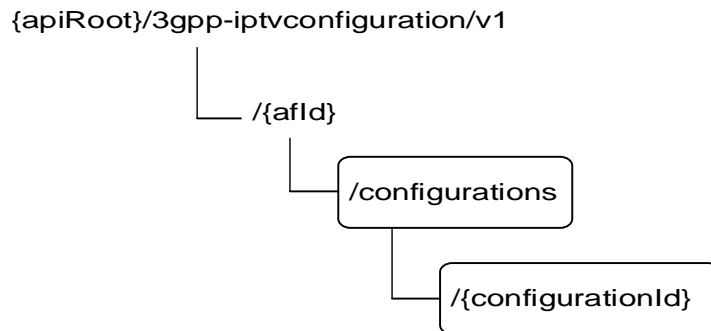 {apiRoot}/3gpp-iptvconfiguration/v1
/{afId}
/configurations
/{configurationId}